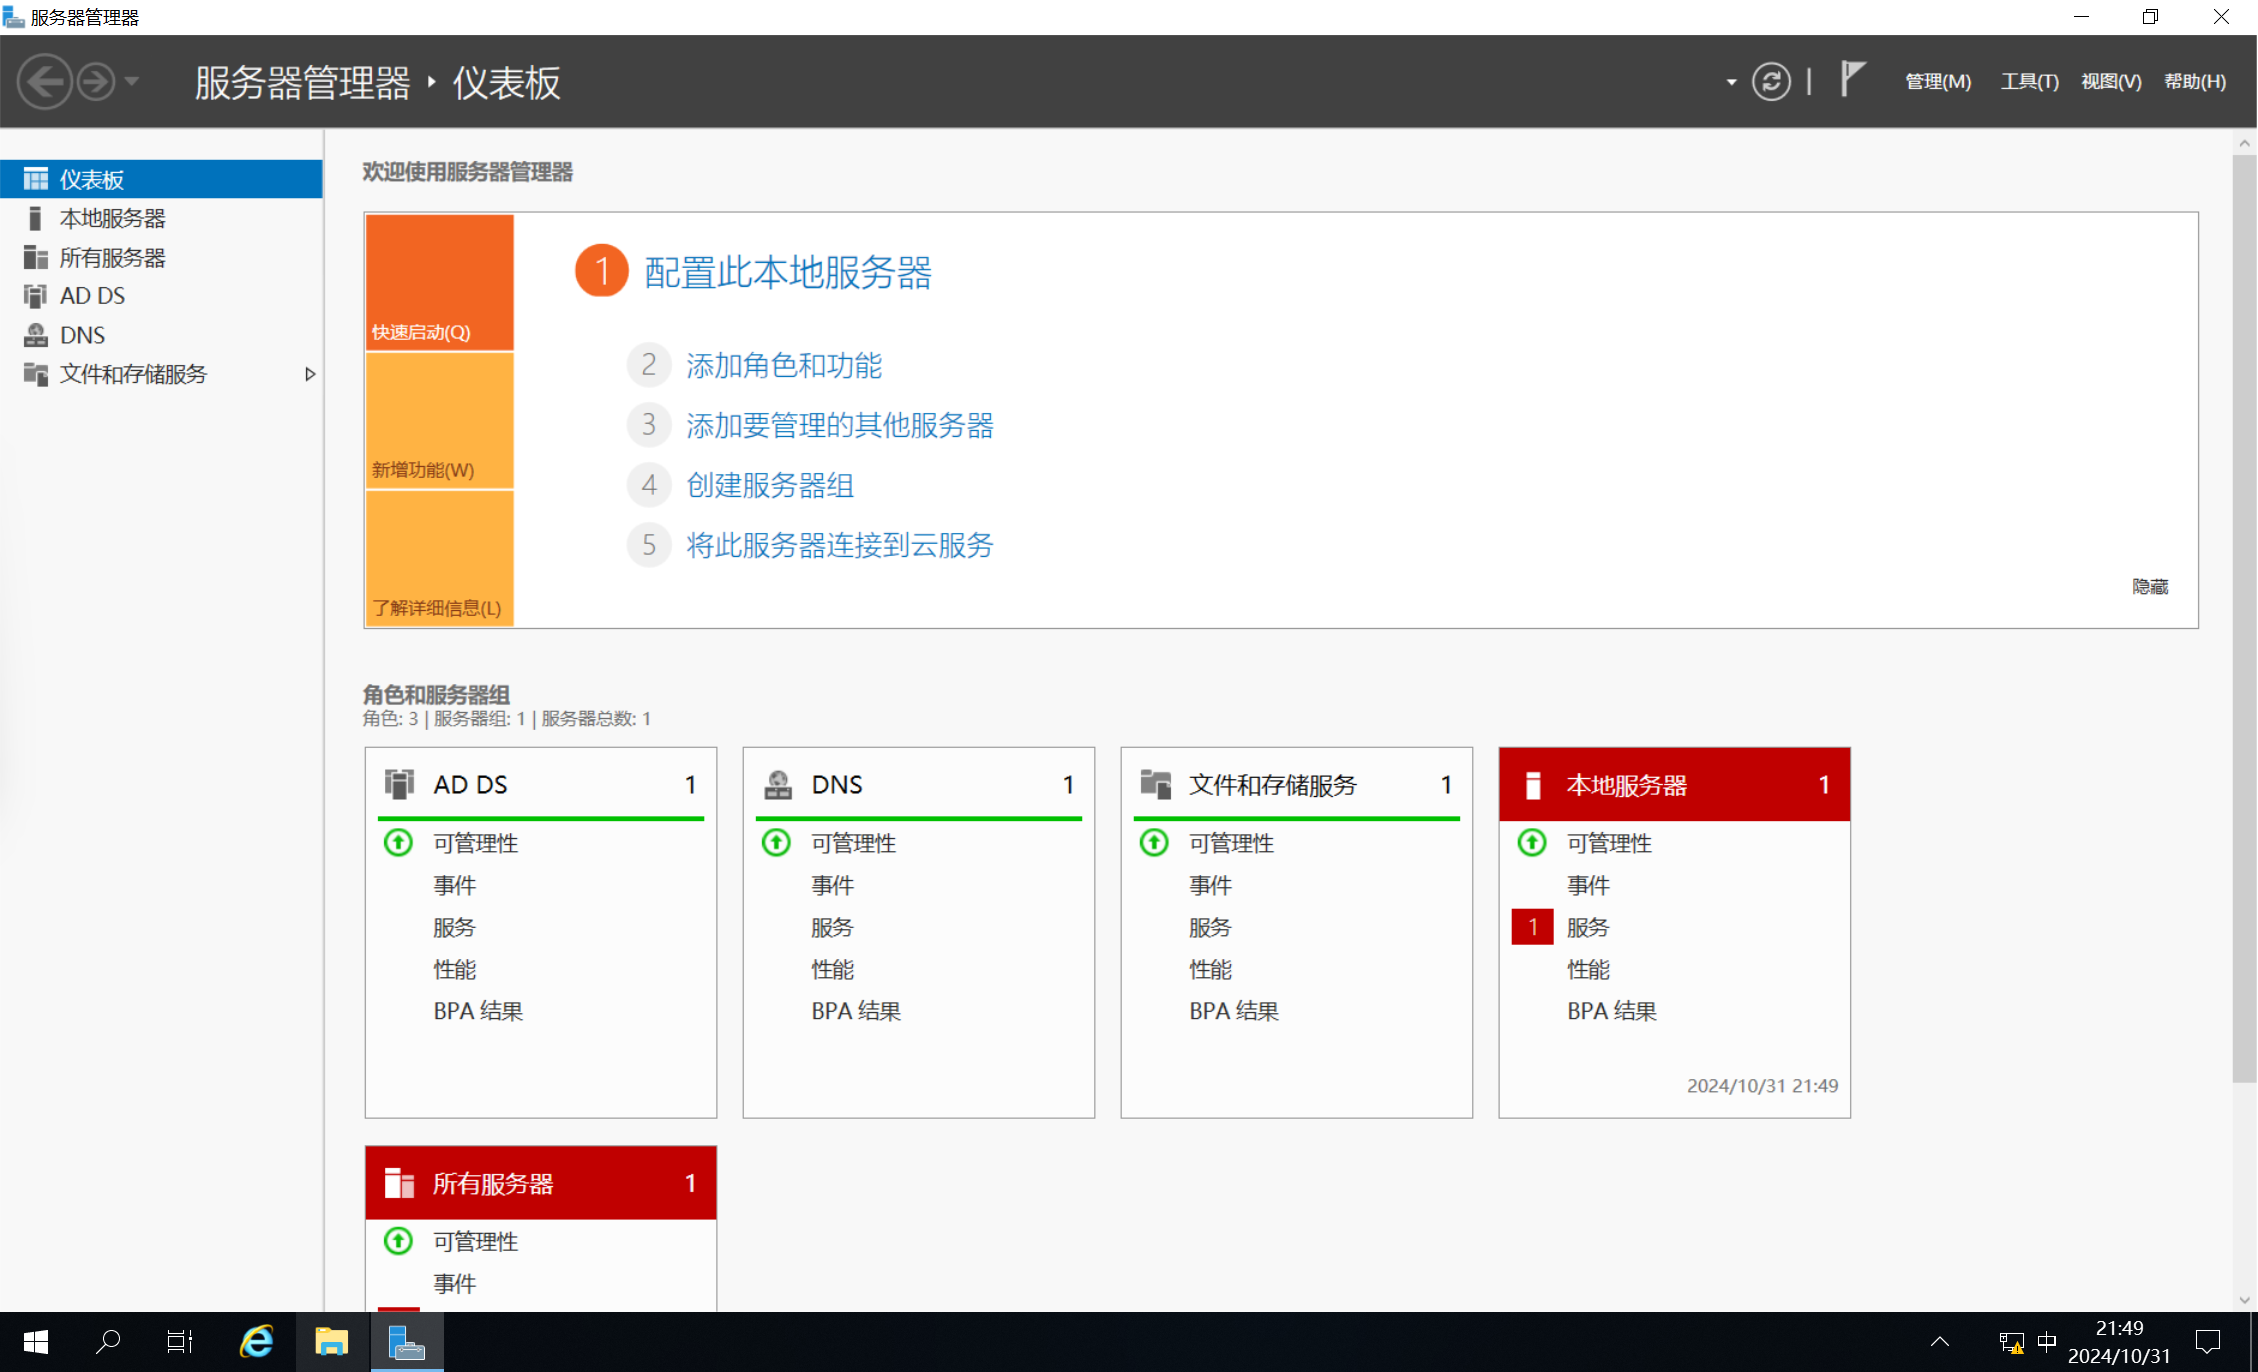 服务器管理器
服务器管理器 仪表板
管理(M) 工具(T) 视图(V) 帮助(H)
仪表板
本地服务器
所有服务器
AD DS
DNS
文件和存储服务
欢迎使用服务器管理器
快速启动(Q)
新增功能(W)
了解详细信息(L)
1 配置此本地服务器
2 添加角色和功能
3 添加要管理的其他服务器
4 创建服务器组
5 将此服务器连接到云服务
隐藏
角色和服务器组
角色: 3 | 服务器组: 1 | 服务器总数: 1
AD DS 1
可管理性
事件
服务
性能
BPA 结果
DNS 1
可管理性
事件
服务
性能
BPA 结果
文件和存储服务 1
可管理性
事件
服务
性能
BPA 结果
本地服务器 1
可管理性
事件
1 服务
性能
BPA 结果
2024/10/31 21:49
所有服务器 1
可管理性
事件
中
21:49
2024/10/31